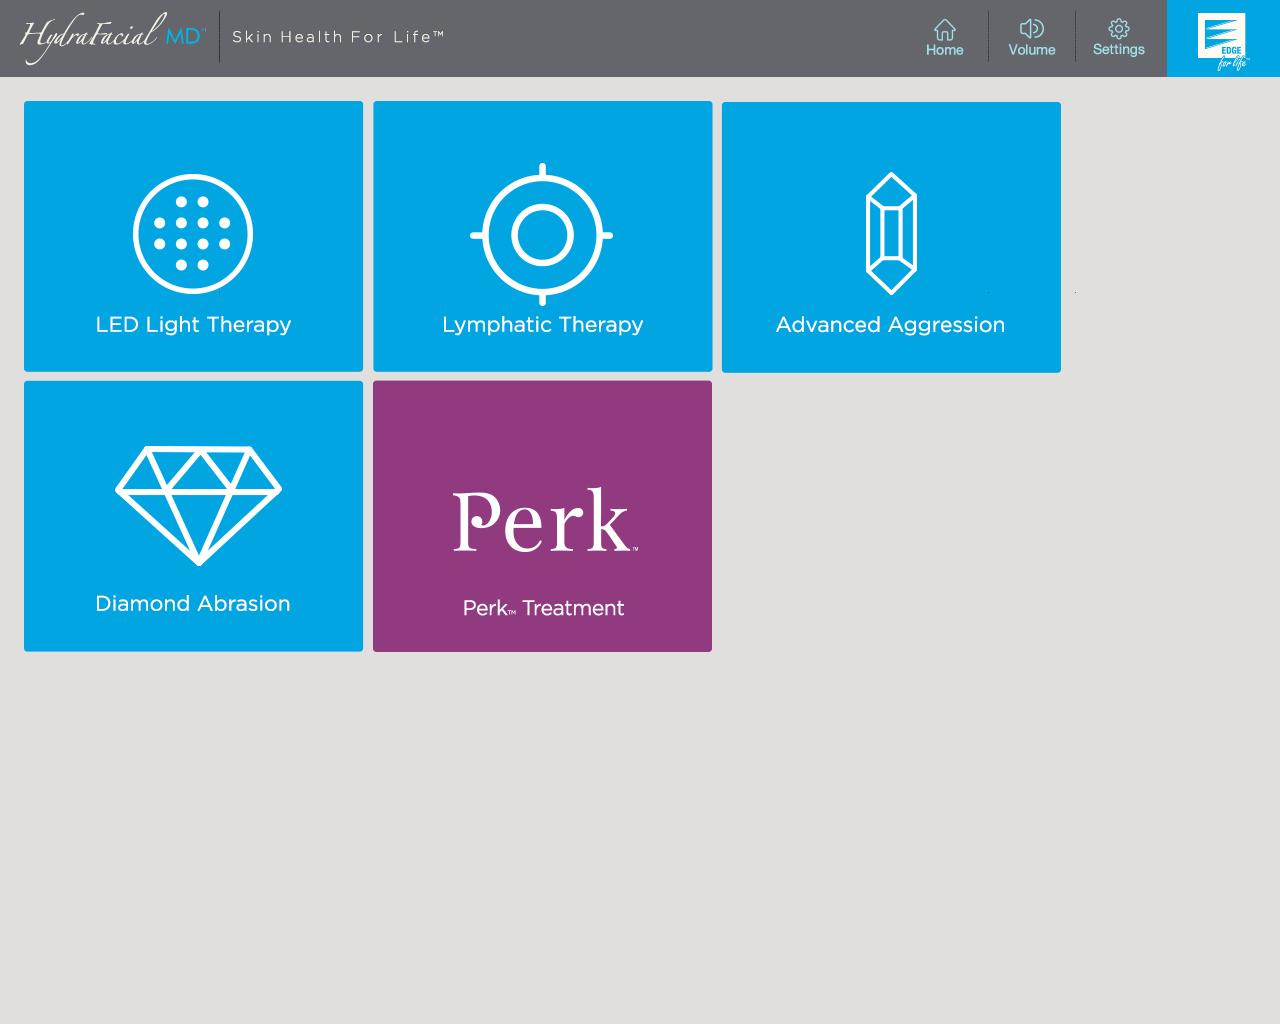 HydraFacial MD™ Skin Health For Life™
Home Volume Settings
EDGE
for life™
LED Light Therapy
Lymphatic Therapy
Advanced Aggression
Diamond Abrasion
Perk™
Perk™ Treatment